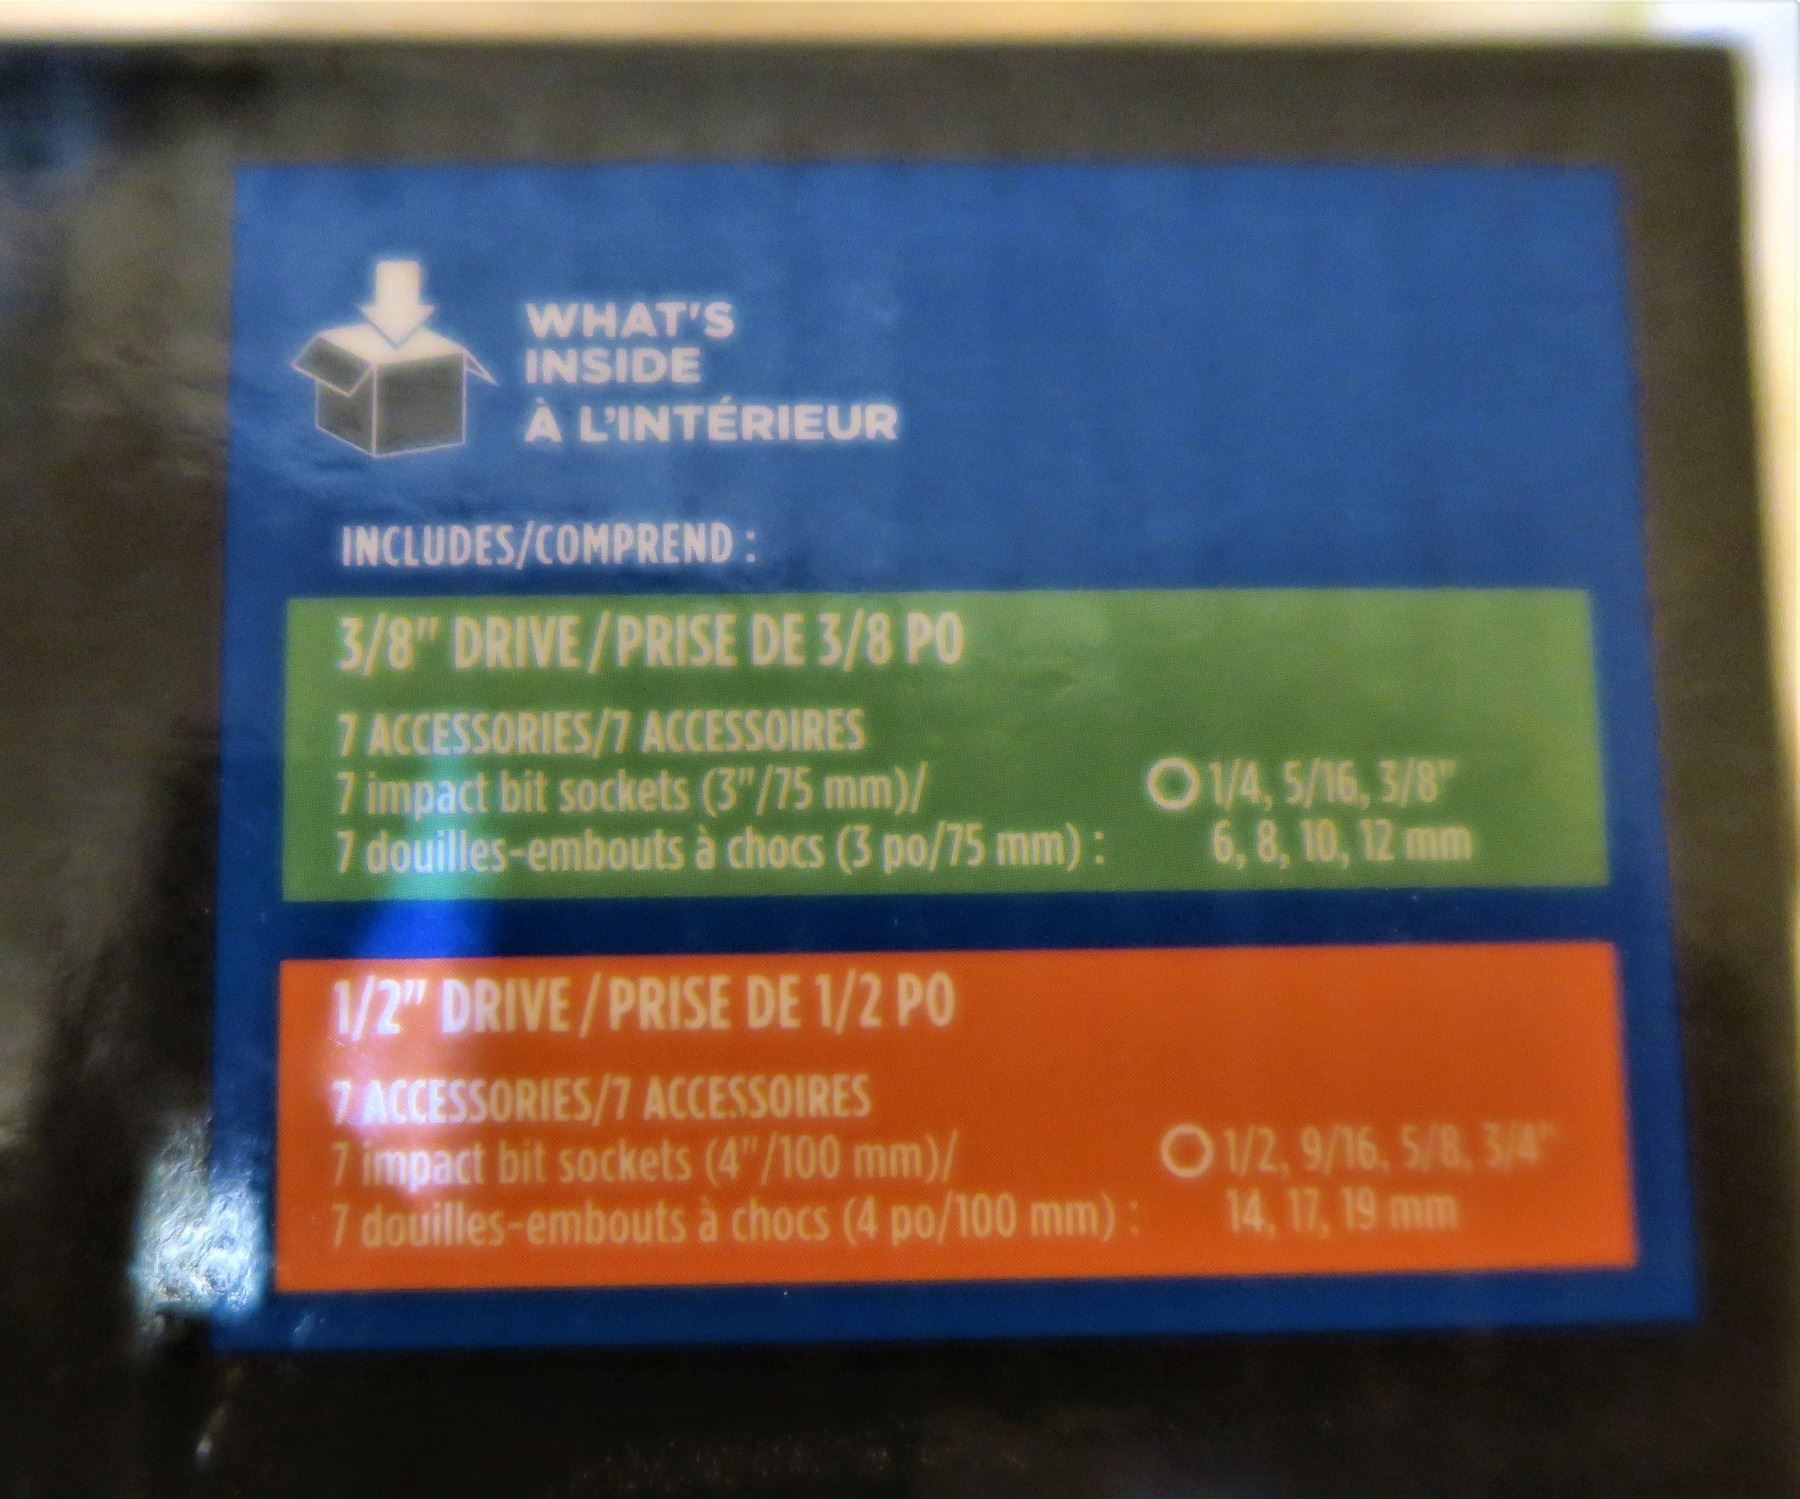 WHAT'S
INSIDE
À L'INTÉRIEUR
INCLUDES/COMPREND :
3/8" DRIVE/PRISE DE 3/8 PO
7 ACCESSORIES/7 ACCESSOIRES
7 impact bit sockets (3"/75 mm)/ 1/4, 5/16, 3/8"
7 douilles-embouts à chocs (3 po/75 mm) : 6, 8, 10, 12 mm
1/2" DRIVE/PRISE DE 1/2 PO
7 ACCESSORIES/7 ACCESSOIRES
7 impact bit sockets (4"/100 mm)/ 1/2, 9/16, 5/8, 3/4"
7 douilles-embouts à chocs (4 po/100 mm) : 14, 17, 19 mm